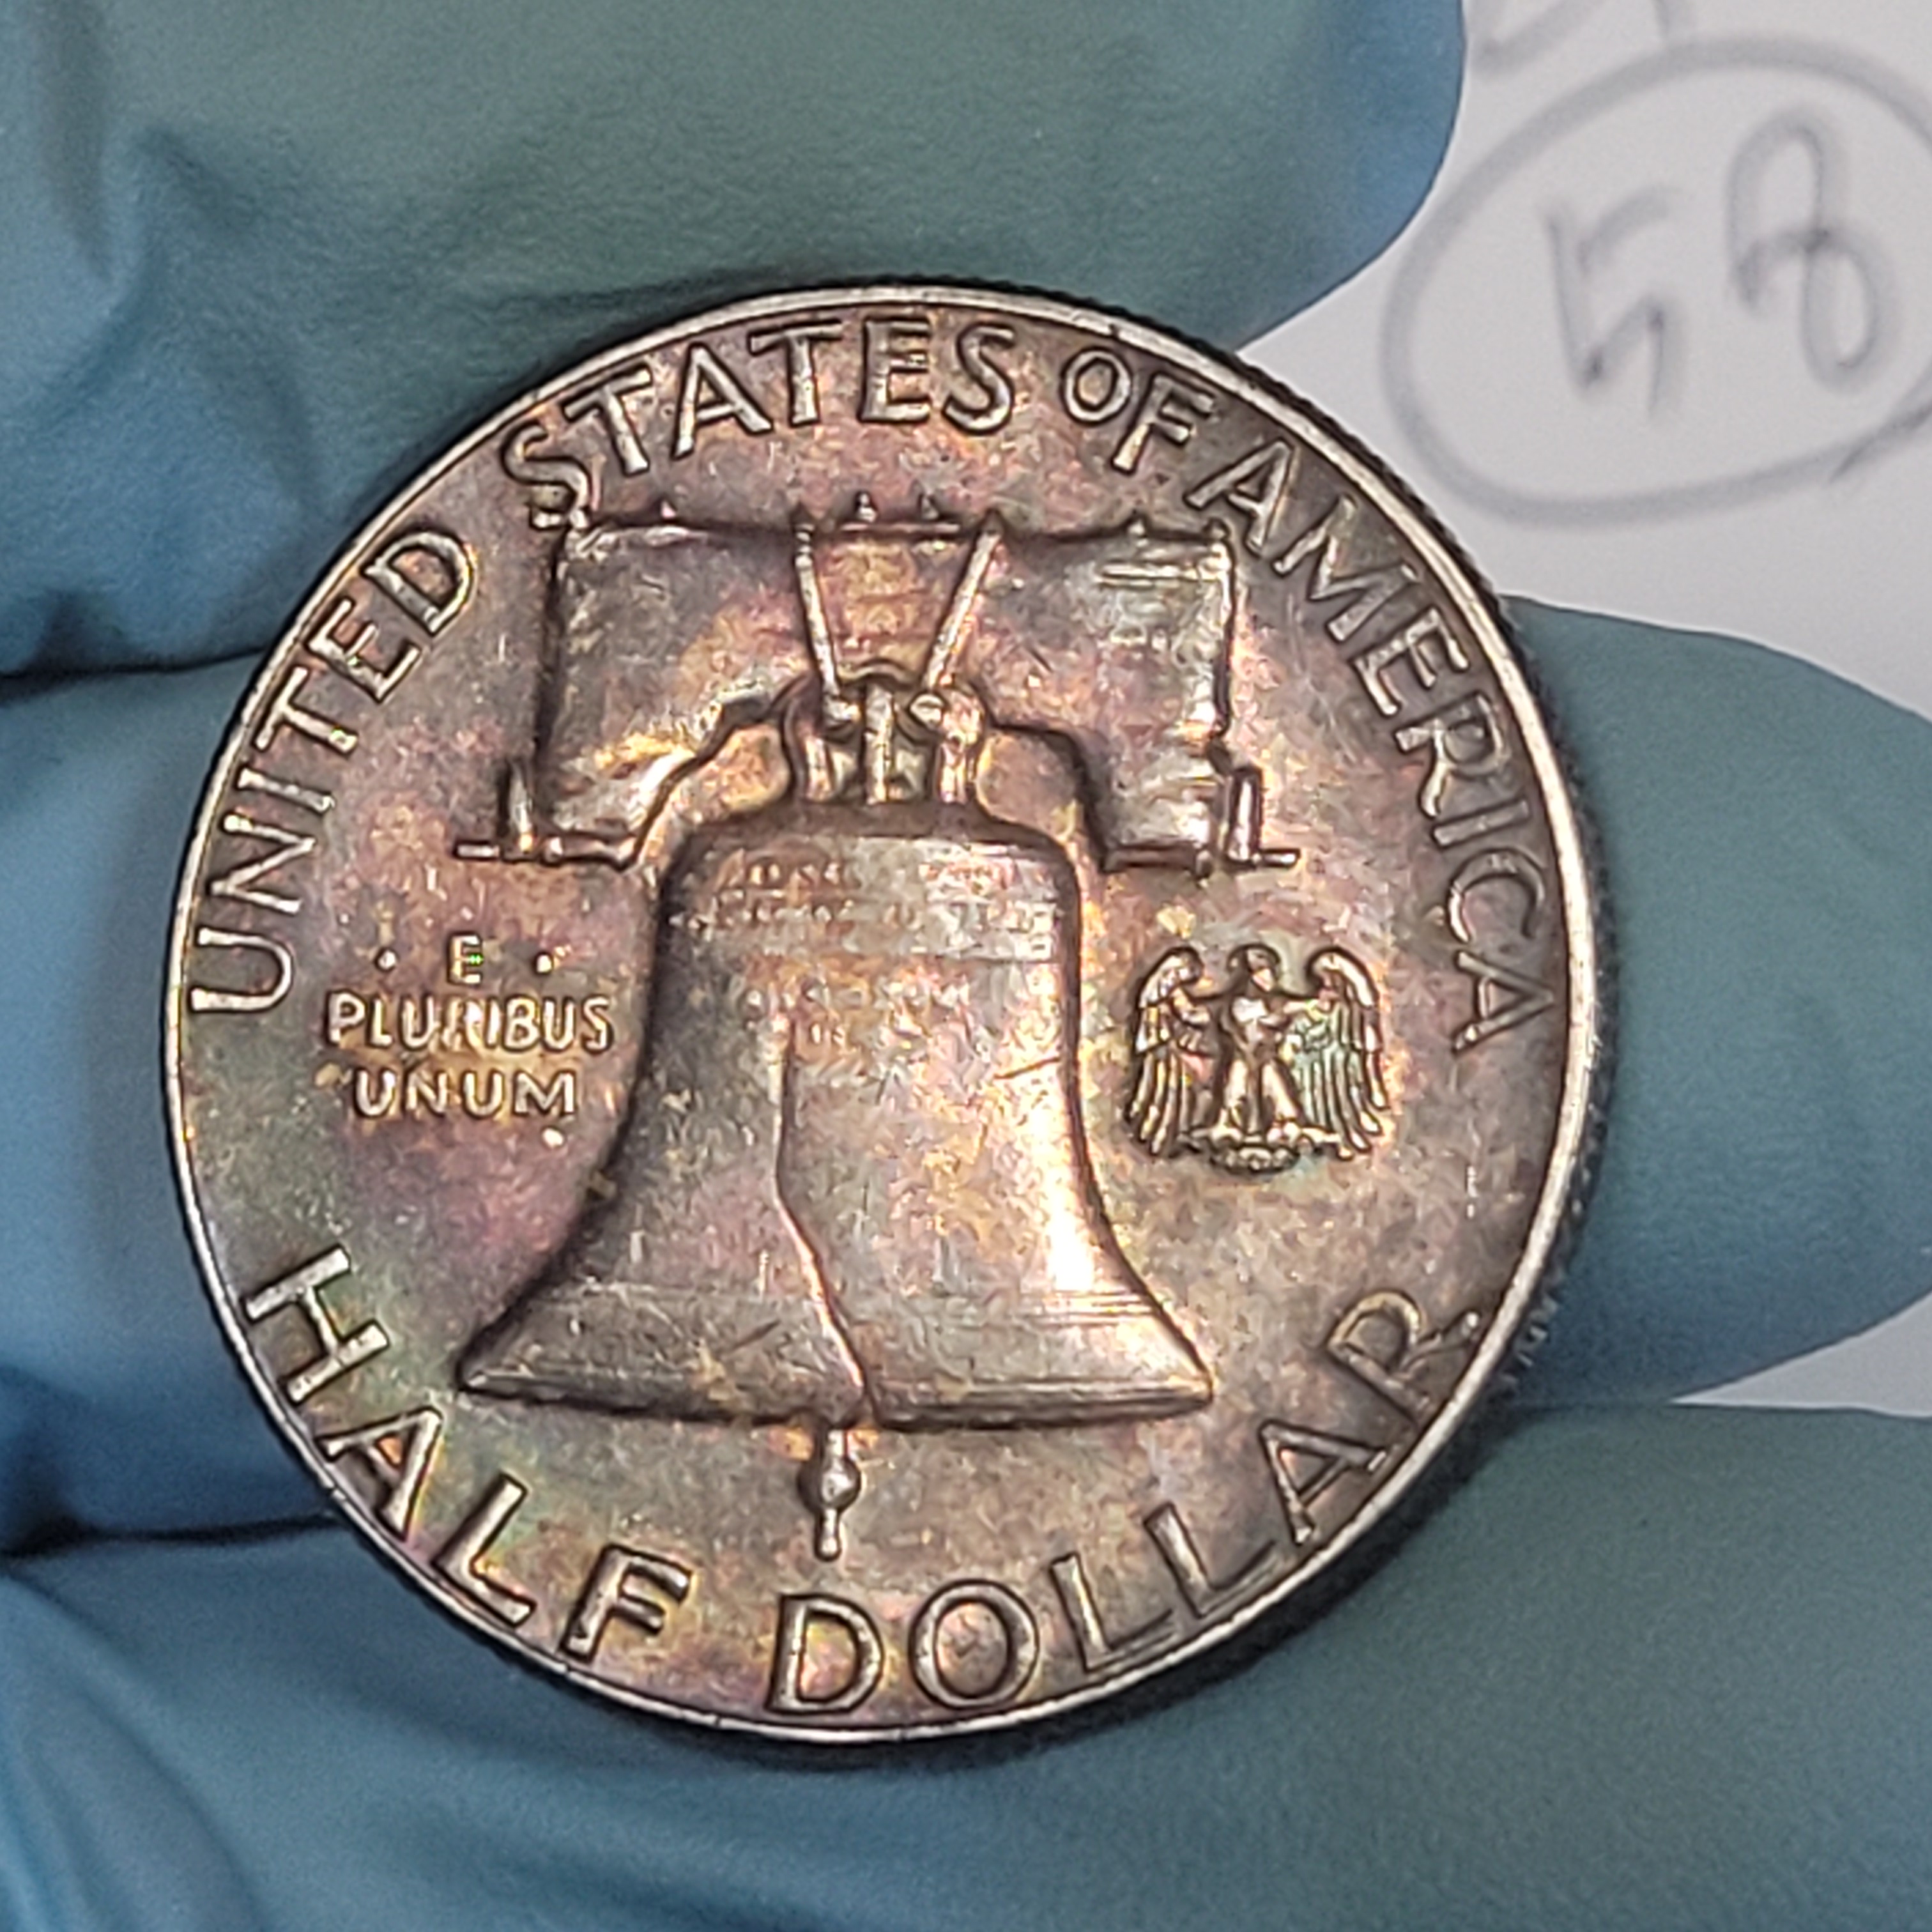 58
UNITED STATES OF AMERICA
· E ·
PLURIBUS
UNUM
HALF DOLLAR